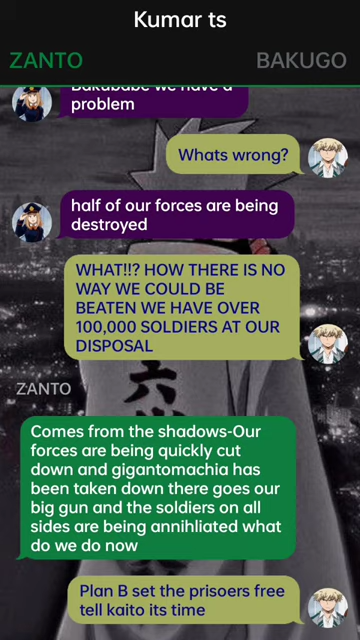 Kumar ts
ZANTO
BAKUGO
Bakubabe we have a
problem
Whats wrong?
half of our forces are being
destroyed
WHAT!!? HOW THERE IS NO
WAY WE COULD BE
BEATEN WE HAVE OVER
100,000 SOLDIERS AT OUR
DISPOSAL
ZANTO
Comes from the shadows-Our
forces are being quickly cut
down and gigantomachia has
been taken down there goes our
big gun and the soldiers on all
sides are being annihliated what
do we do now
Plan B set the prisoers free
tell kaito its time